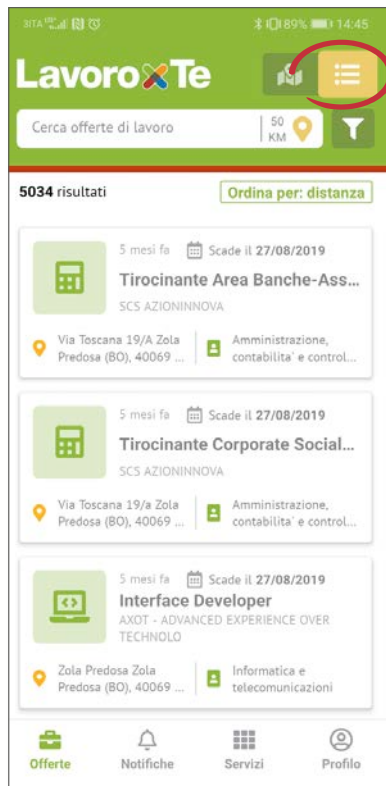 3ITA 89% 14:45
Lavoro Te
Cerca offerte di lavoro 50 KM
5034 risultati Ordina per: distanza
5 mesi fa Scade il 27/08/2019
Tirocinante Area Banche-Ass...
SCS AZIONINNOVA
Via Toscana 19/A Zola Amministrazione,
Predosa (BO), 40069 ... contabilita` e control...
5 mesi fa Scade il 27/08/2019
Tirocinante Corporate Social...
SCS AZIONINNOVA
Via Toscana 19/a Zola Amministrazione,
Predosa (BO), 40069 ... contabilita` e control...
5 mesi fa Scade il 27/08/2019
Interface Developer
AXOT - ADVANCED EXPERIENCE OVER
TECHNOLO
Zola Predosa Zola Informatica e
Predosa (BO), 40069 ... telecomunicazioni
Offerte Notifiche Servizi Profilo